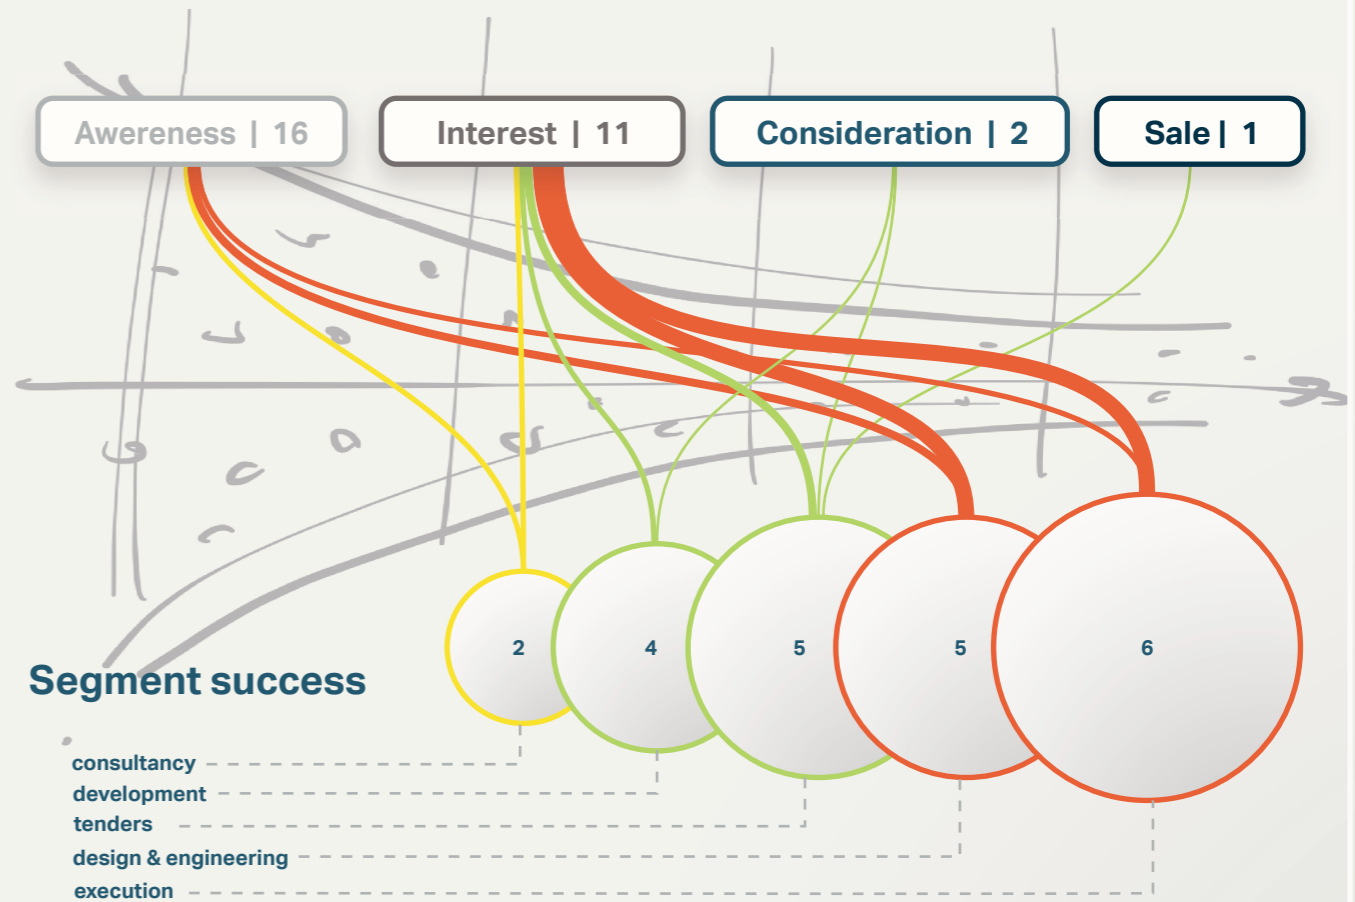 Awereness | 16
Interest | 11
Consideration | 2
Sale | 1
2
4
5
5
6
Segment success
consultancy
development
tenders
design & engineering
execution